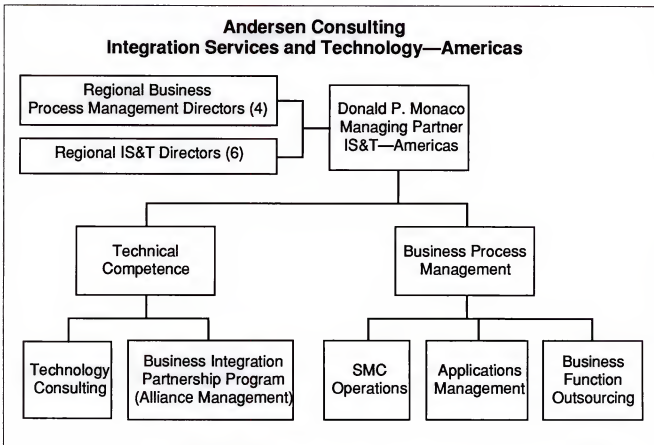 Andersen Consulting
Integration Services and Technology—Americas
Regional Business
Process Management Directors (4)
Regional IS&T Directors (6)
Donald P. Monaco
Managing Partner
IS&T—Americas
Technical
Competence
Business Process
Management
Technology
Consulting
Business Integration
Partnership Program
(Alliance Management)
SMC
Operations
Applications
Management
Business
Function
Outsourcing